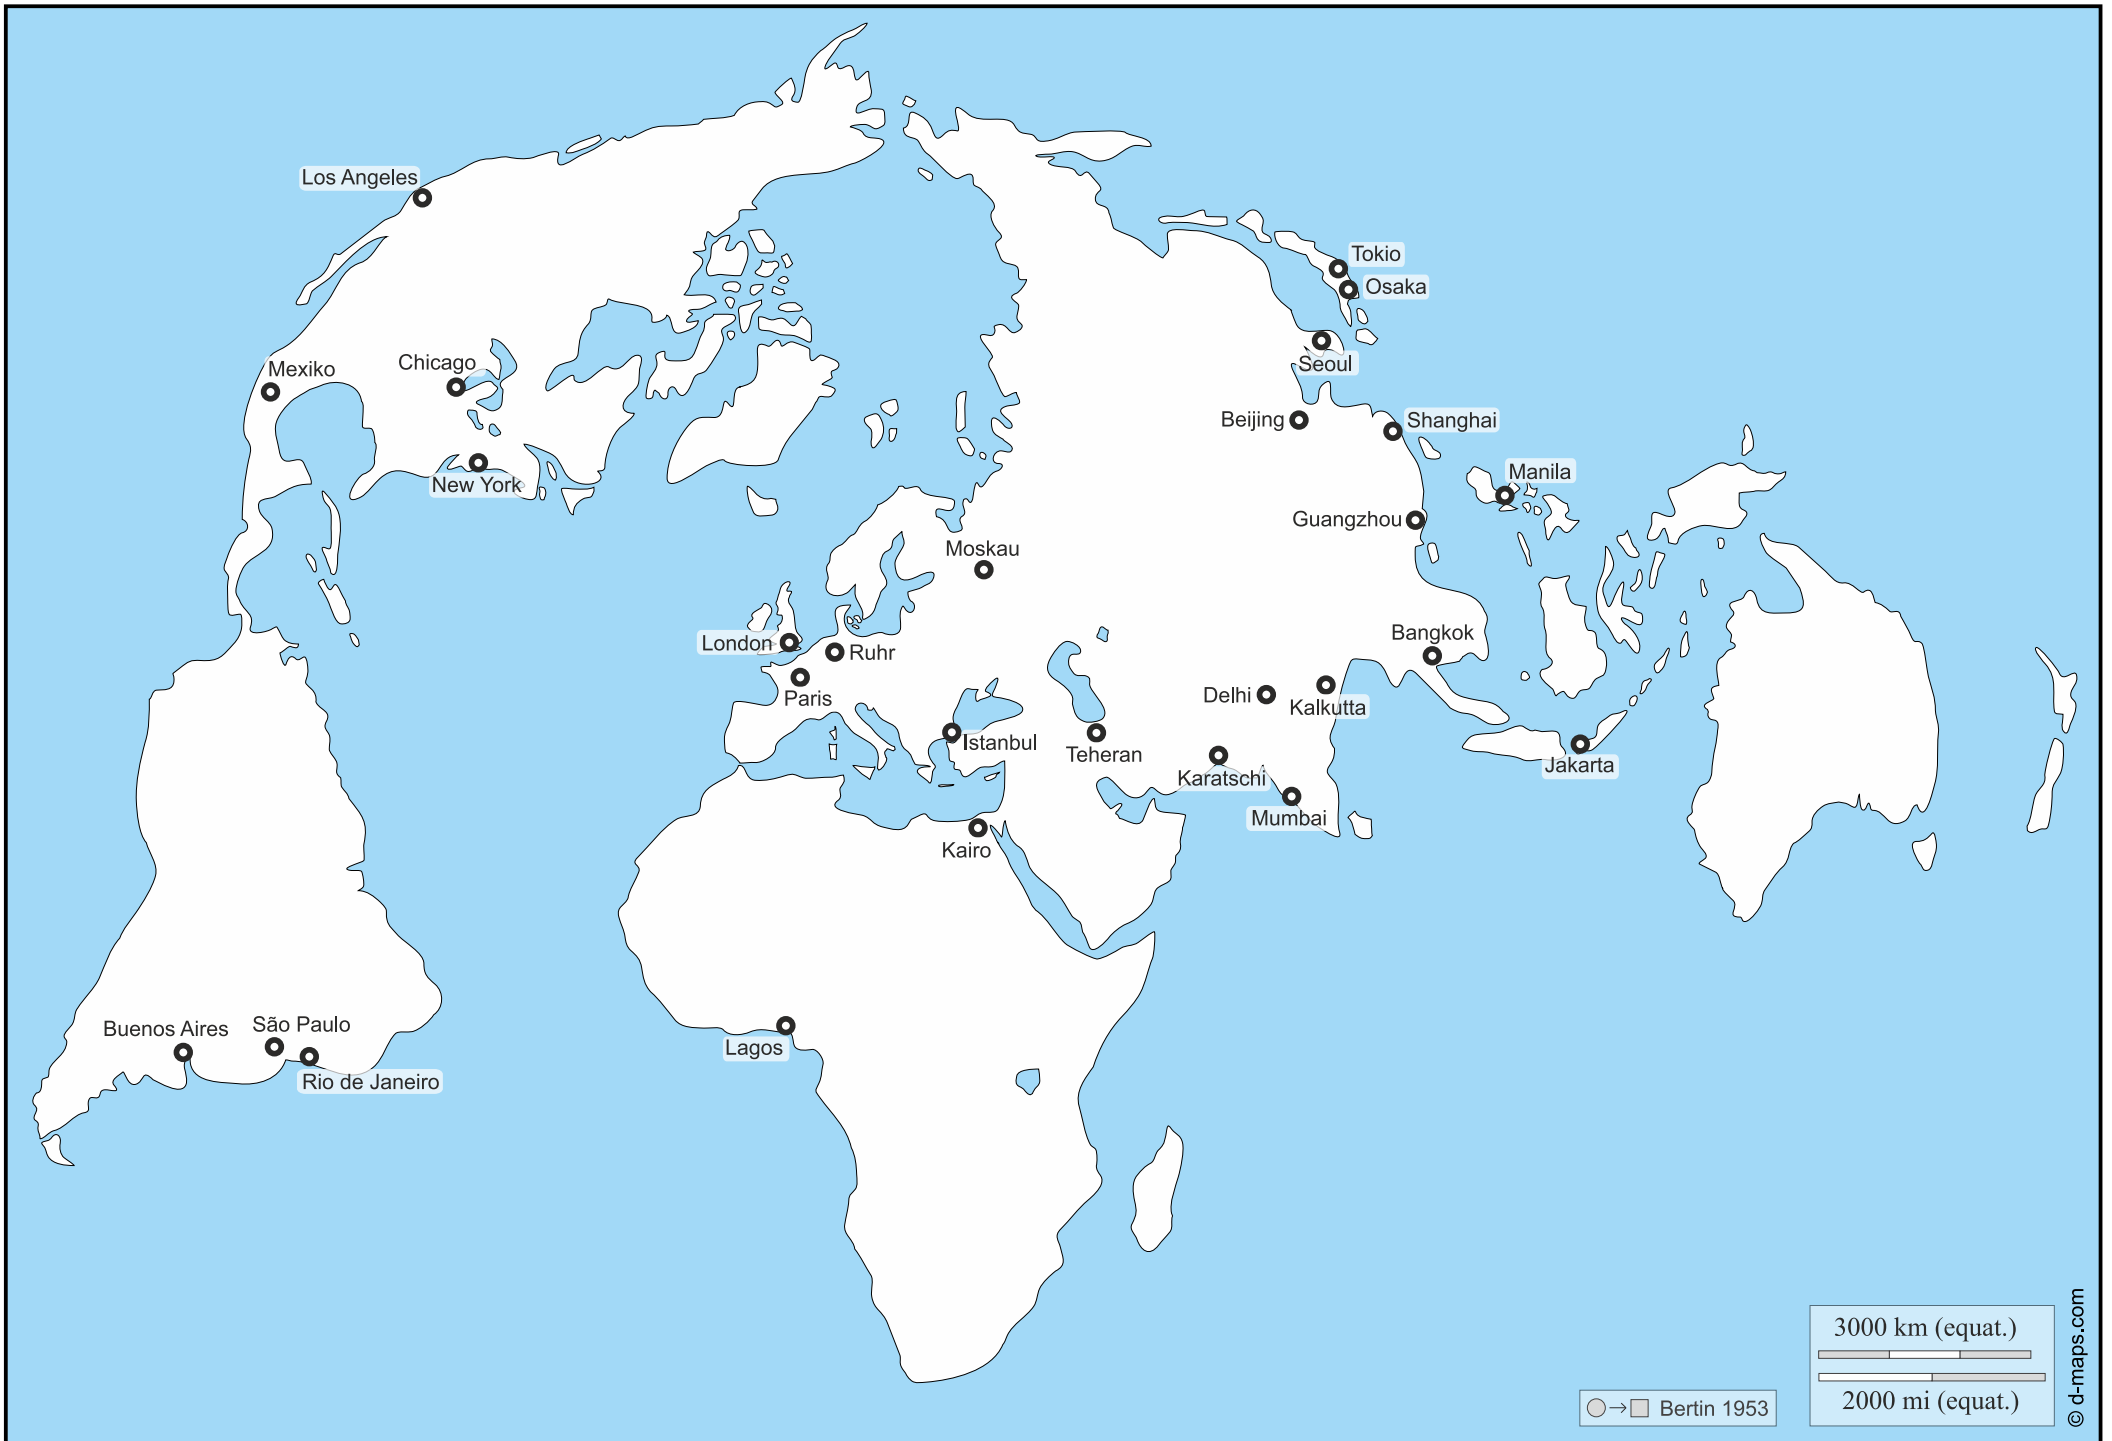 Los Angeles
Tokio
Osaka
Seoul
Mexiko
Chicago
Beijing
Shanghai
New York
Manila
Guangzhou
Moskau
London
Ruhr
Bangkok
Paris
Delhi
Kalkutta
Istanbul
Teheran
Karatschi
Jakarta
Mumbai
Kairo
Buenos Aires
São Paulo
Lagos
Rio de Janeiro
3000 km (equat.)
2000 mi (equat.)
Bertin 1953
© d-maps.com